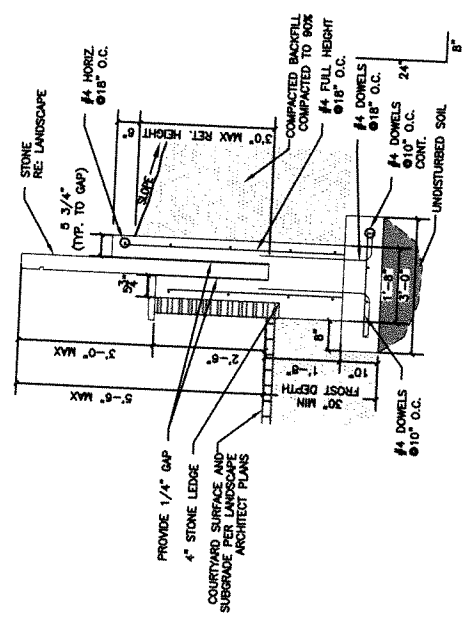 STONE
RE: LANDSCAPE
5 3/4"
(TYP. TO GAP)
#4 HORIZ.
@18" O.C.
6"
SLOPE
3'0" MAX RET. HEIGHT
COMPACTED BACKFILL
COMPACTED TO 90%
#4 FULL HEIGHT
@18" O.C.
#4 DOWELS
@18" O.C.
24"
8"
#4 DOWELS
@10" O.C.
CONT.
UNDISTURBED SOIL
3'-0" MAX
5'-6" MAX
2'-6"
PROVIDE 1/4" GAP
4" STONE LEDGE
COURTYARD SURFACE AND
SUBGRADE PER LANDSCAPE
ARCHITECT PLANS
30" MIN
FROST DEPTH
1'-8"
10"
8"
1'-8"
3'-0"
#4 DOWELS
@10" O.C.